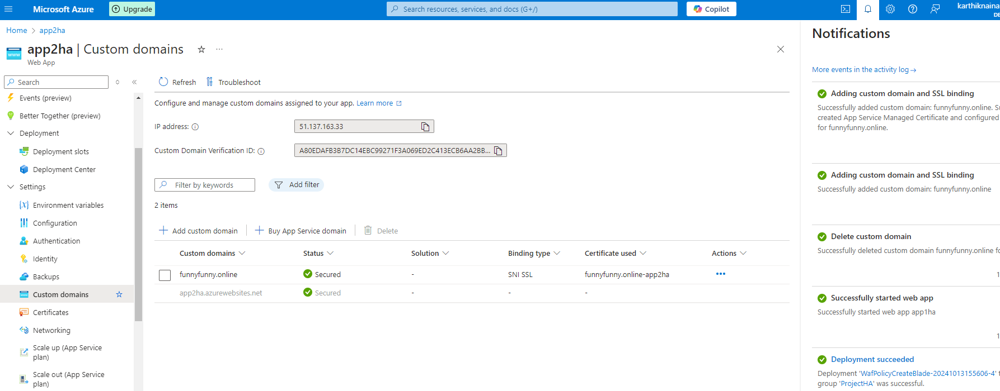 Microsoft Azure
Upgrade
Search resources, services, and docs (G+/)
Copilot
karthiknaina
Home > app2ha
app2ha | Custom domains
Web App
Search
Events (preview)
Better Together (preview)
Deployment
Deployment slots
Deployment Center
Settings
Environment variables
Configuration
Authentication
Identity
Backups
Custom domains
Certificates
Networking
Scale up (App Service
plan)
Scale out (App Service
plan)
Refresh
Troubleshoot
Configure and manage custom domains assigned to your app. Learn more
IP address:
51.137.163.33
Custom Domain Verification ID:
A80EDAFB3B7DC14EBC99271F3A069ED2C413ECB6AA2BB...
Filter by keywords
Add filter
2 items
Add custom domain
Buy App Service domain
Delete
Custom domains Status Solution Binding type Certificate used Actions
funnyfunny.online Secured - SNI SSL funnyfunny.online-app2ha
app2ha.azurewebsites.net Secured - - -
Notifications
More events in the activity log →
Adding custom domain and SSL binding
Successfully added custom domain: funnyfunny.online.
created App Service Managed Certificate and configured
for funnyfunny.online.
Adding custom domain and SSL binding
Successfully added custom domain: funnyfunny.online
Delete custom domain
Successfully deleted custom domain funnyfunny.online
1
Successfully started web app
Successfully started web app app1ha
1
Deployment succeeded
Deployment 'WafPolicyCreateBlade-20241013155606-4'
group 'ProjectHA' was successful.